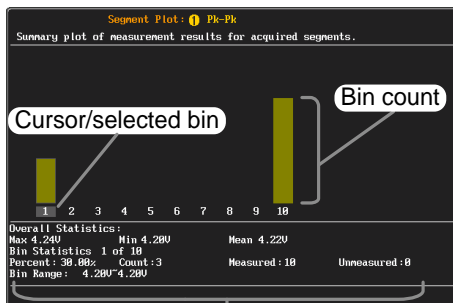 Segment Plot: 1 Pk-Pk
Summary plot of measurement results for acquired segments.
Bin count
Cursor/selected bin
1 2 3 4 5 6 7 8 9 10
Overall Statistics:
Max 4.24V Min 4.20V Mean 4.22V
Bin Statistics 1 of 10
Percent: 30.00% Count:3 Measured:10 Unmeasured:0
Bin Range: 4.20V~4.20V